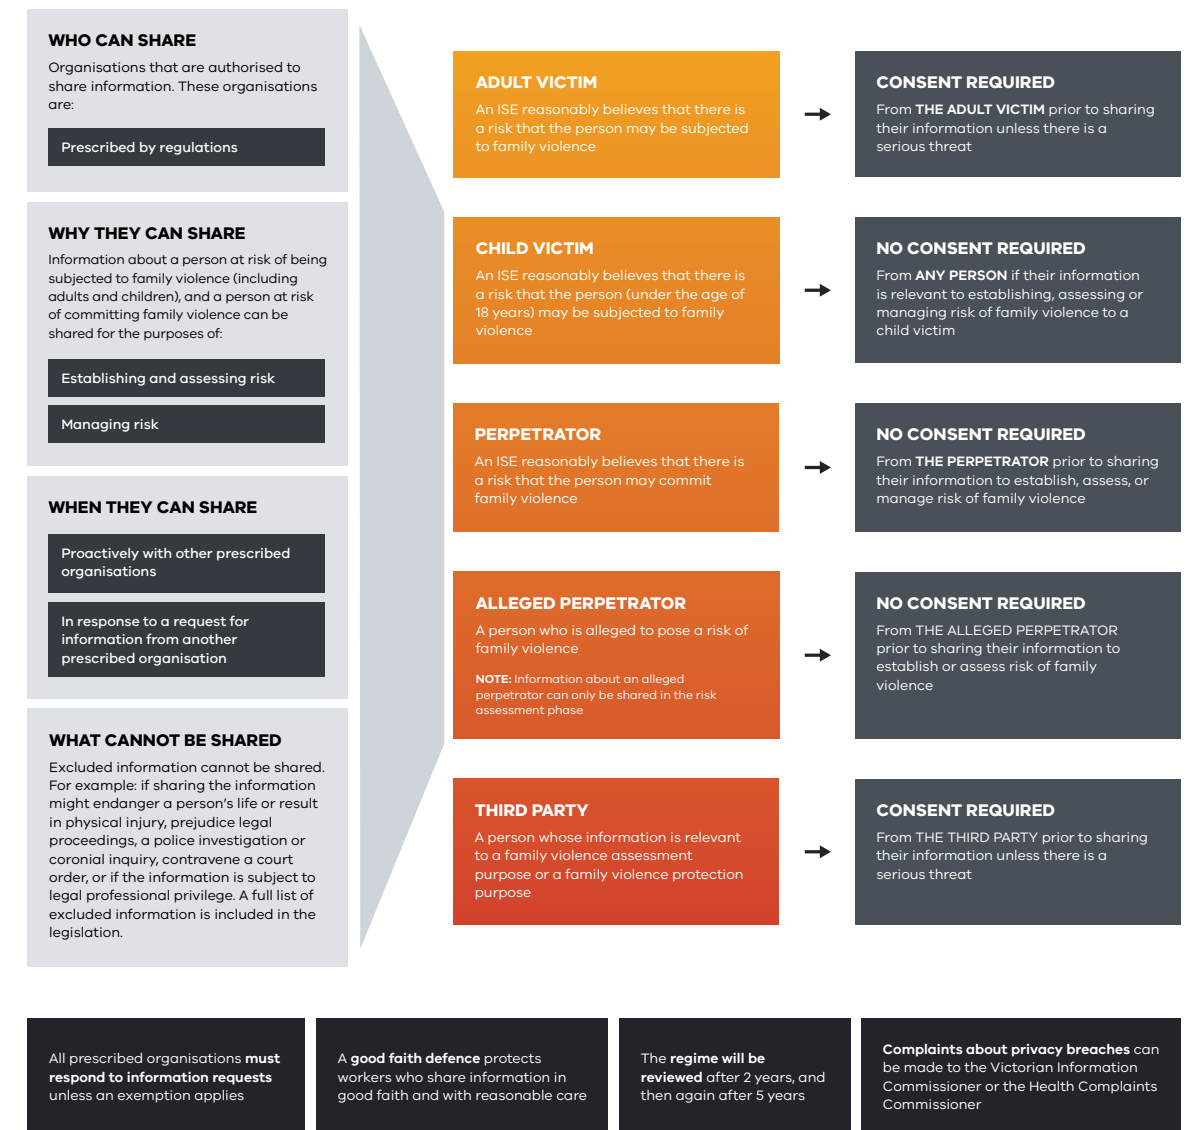 WHO CAN SHARE
Organisations that are authorised to
share information. These organisations
are:
Prescribed by regulations
WHY THEY CAN SHARE
Information about a person at risk of being
subjected to family violence (including
adults and children), and a person at risk
of committing family violence can be
shared for the purposes of:
Establishing and assessing risk
Managing risk
WHEN THEY CAN SHARE
Proactively with other prescribed
organisations
In response to a request for
information from another
prescribed organisation
WHAT CANNOT BE SHARED
Excluded information cannot be shared.
For example: if sharing the information
might endanger a person's life or result
in physical injury, prejudice legal
proceedings, a police investigation or
coronial inquiry, contravene a court
order, or if the information is subject to
legal professional privilege. A full list of
excluded information is included in the
legislation.
ADULT VICTIM
An ISE reasonably believes that there is
a risk that the person may be subjected
to family violence
CONSENT REQUIRED
From THE ADULT VICTIM prior to sharing
their information unless there is a
serious threat
CHILD VICTIM
An ISE reasonably believes that there is
a risk that the person (under the age of
18 years) may be subjected to family
violence
NO CONSENT REQUIRED
From ANY PERSON if their information
is relevant to establishing, assessing or
managing risk of family violence to a
child victim
PERPETRATOR
An ISE reasonably believes that there is
a risk that the person may commit
family violence
NO CONSENT REQUIRED
From THE PERPETRATOR prior to sharing
their information to establish, assess, or
manage risk of family violence
ALLEGED PERPETRATOR
A person who is alleged to pose a risk of
family violence
NOTE: Information about an alleged
perpetrator can only be shared in the risk
assessment phase
NO CONSENT REQUIRED
From THE ALLEGED PERPETRATOR
prior to sharing their information to
establish or assess risk of family
violence
THIRD PARTY
A person whose information is relevant
to a family violence assessment
purpose or a family violence protection
purpose
CONSENT REQUIRED
From THE THIRD PARTY prior to sharing
their information unless there is a
serious threat
All prescribed organisations must
respond to information requests
unless an exemption applies
A good faith defence protects
workers who share information in
good faith and with reasonable care
The regime will be
reviewed after 2 years, and
then again after 5 years
Complaints about privacy breaches can
be made to the Victorian Information
Commissioner or the Health Complaints
Commissioner